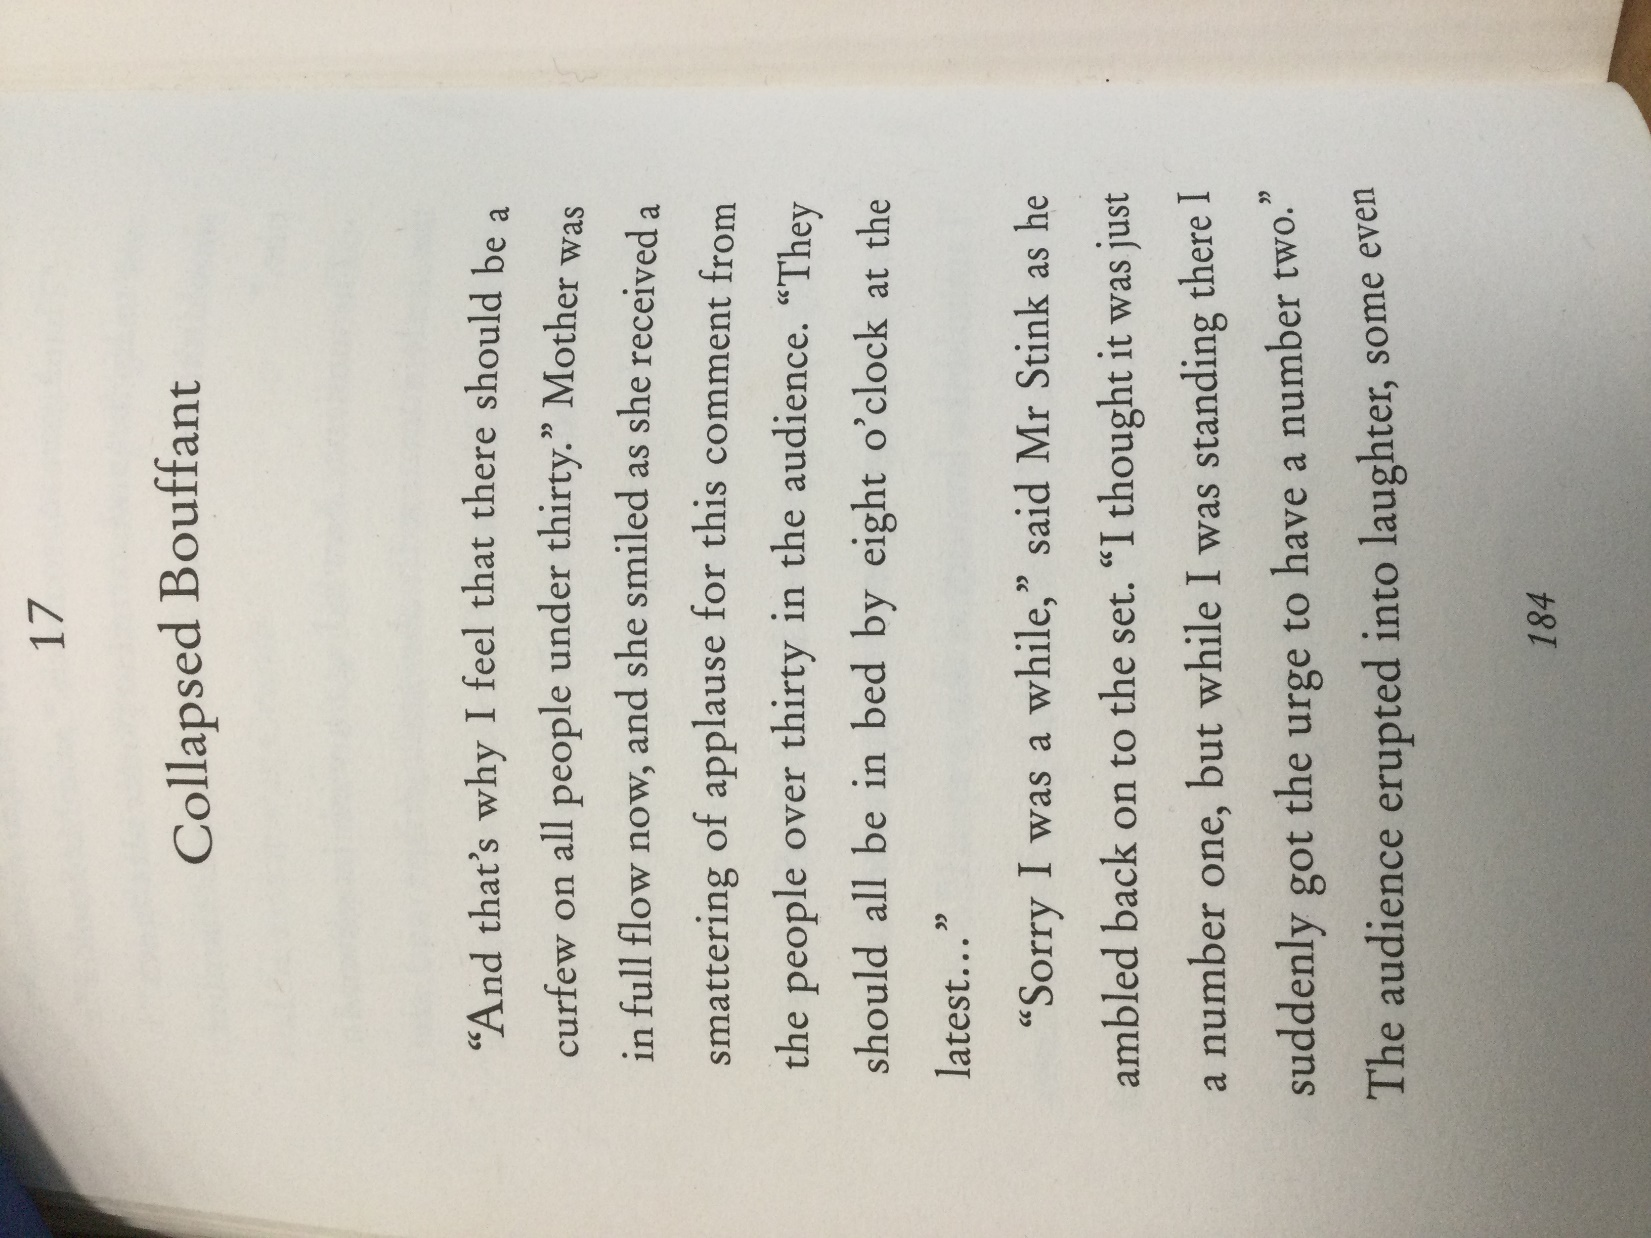 17
Collapsed Bouffant
“And that’s why I feel that there should be a
curfew on all people under thirty.” Mother was
in full flow now, and she smiled as she received a
smattering of applause for this comment from
the people over thirty in the audience. “They
should all be in bed by eight o’clock at the
latest…”
“Sorry I was a while,” said Mr Stink as he
ambled back on to the set. “I thought it was just
a number one, but while I was standing there I
suddenly got the urge to have a number two.”
The audience erupted into laughter, some even
184